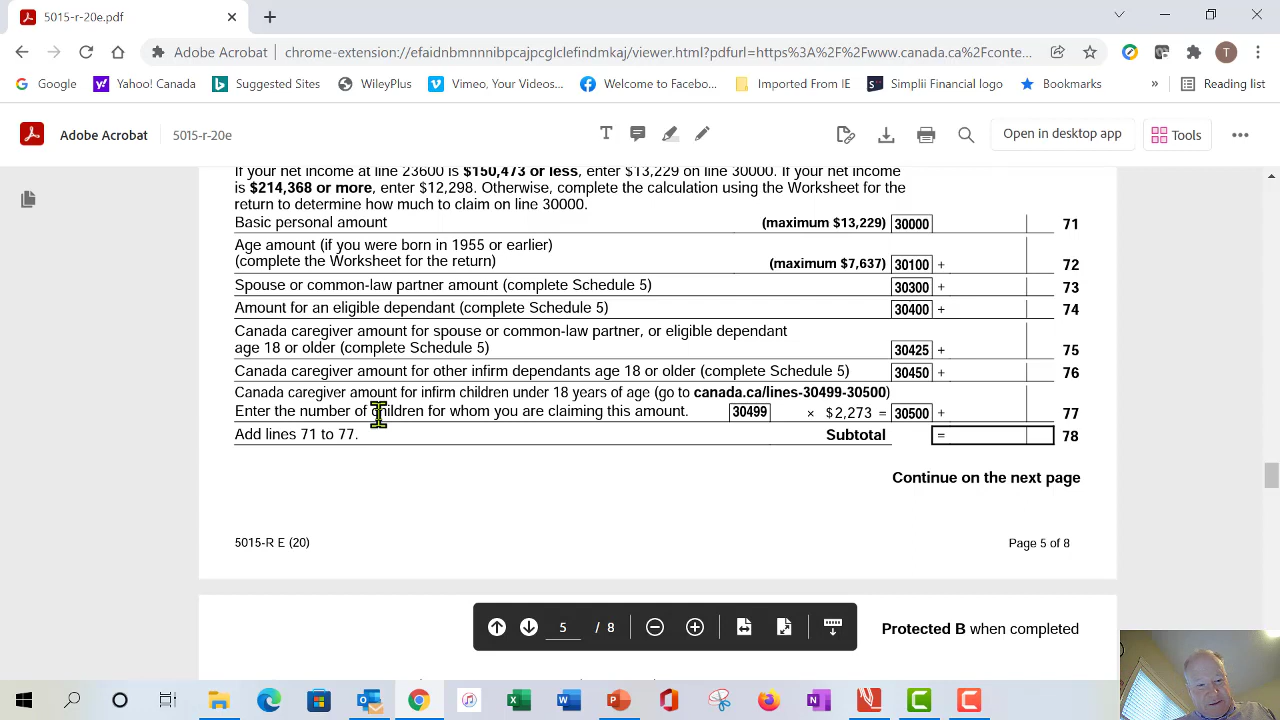 5015-r-20e.pdf
Adobe Acrobat
chrome-extension://efaidnbmnnnibpcajpcglclefindmkaj/viewer.html?pdfurl=https%3A%2F%2Fwww.canada.ca%2Fconte...
T
Google
Yahoo! Canada
Suggested Sites
WileyPlus
Vimeo, Your Videos...
Welcome to Facebo...
Imported From IE
Simplii Financial logo
Bookmarks
»
Reading list
Adobe Acrobat
5015-r-20e
Open in desktop app
Tools
If your net income at line 23600 is $150,473 or less, enter $13,229 on line 30000. If your net income
is $214,368 or more, enter $12,298. Otherwise, complete the calculation using the Worksheet for the
return to determine how much to claim on line 30000.
Basic personal amount (maximum $13,229) 30000 71
Age amount (if you were born in 1955 or earlier)
(complete the Worksheet for the return) (maximum $7,637) 30100 + 72
Spouse or common-law partner amount (complete Schedule 5) 30300 + 73
Amount for an eligible dependant (complete Schedule 5) 30400 + 74
Canada caregiver amount for spouse or common-law partner, or eligible dependant
age 18 or older (complete Schedule 5) 30425 + 75
Canada caregiver amount for other infirm dependants age 18 or older (complete Schedule 5) 30450 + 76
Canada caregiver amount for infirm children under 18 years of age (go to canada.ca/lines-30499-30500)
Enter the number of children for whom you are claiming this amount. 30499 × $2,273 = 30500 + 77
Add lines 71 to 77. Subtotal = 78
Continue on the next page
5015-R E (20) Page 5 of 8
5 / 8
Protected B when completed